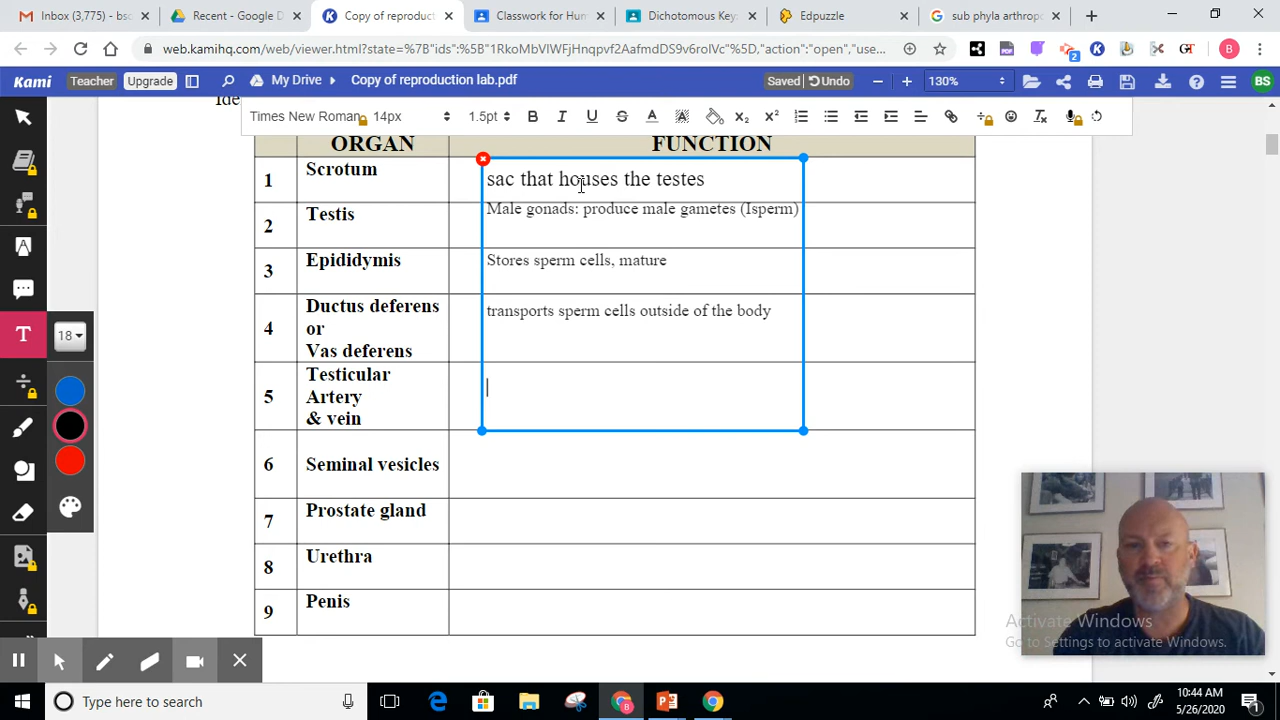 Inbox (3,775) - bsc
Recent - Google D
Copy of reproduct
Classwork for Hum
Dichotomous Key:
Edpuzzle
sub phyla arthrop
web.kamihq.com/web/viewer.html?state=%7B"ids"%3A%5B"1RkoMbVIWFjHnqpvf2AafmdDS9v6roIVc"%5D,"action"%3A"open","use...
Kami
Teacher
Upgrade
My Drive
Copy of reproduction lab.pdf
Saved
Undo
130%
BS
Ide
Times New Roman
14px
1.5pt
ORGAN FUNCTION
1 Scrotum sac that houses the testes
2 Testis Male gonads: produce male gametes (Isperm)
3 Epididymis Stores sperm cells, mature
4 Ductus deferens
or
Vas deferens
transports sperm cells outside of the body
5 Testicular
Artery
& vein
6 Seminal vesicles
7 Prostate gland
8 Urethra
9 Penis
18
Activate Windows
Go to Settings to activate Windows.
Type here to search
10:44 AM
5/26/2020